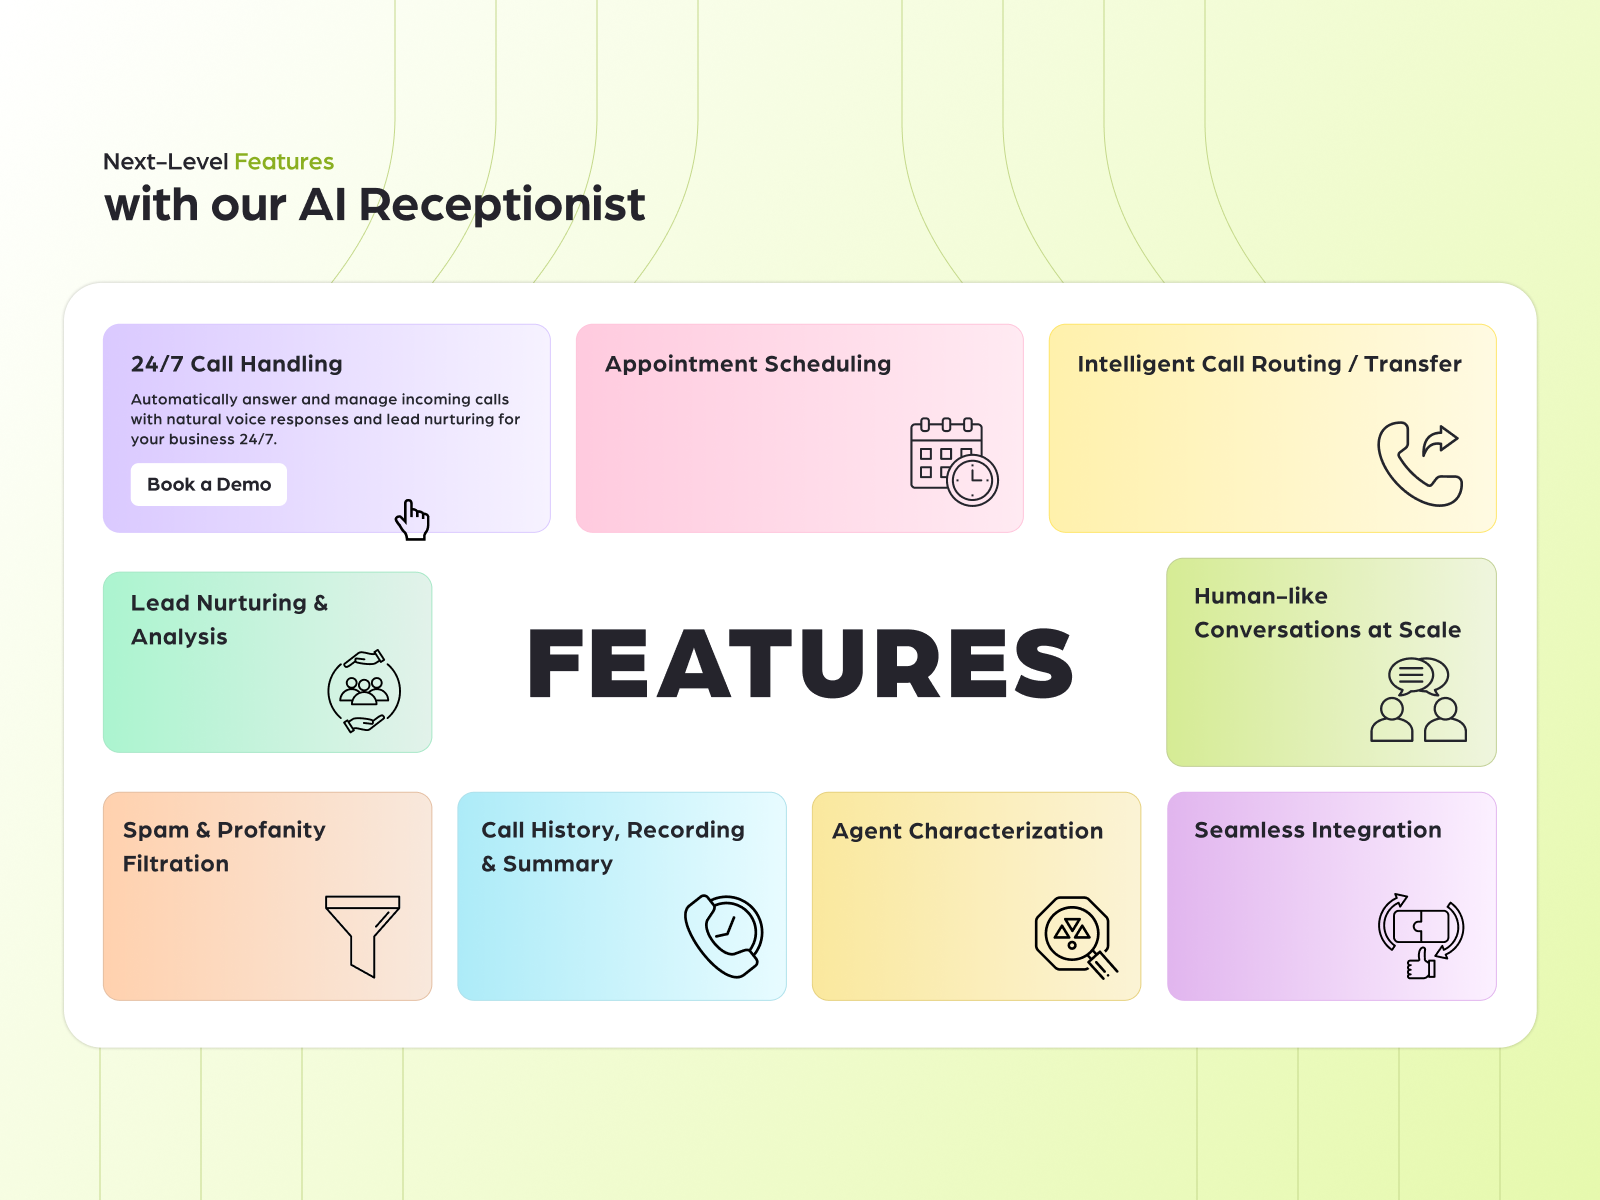 Next-Level Features
with our AI Receptionist
24/7 Call Handling
Automatically answer and manage incoming calls
with natural voice responses and lead nurturing for
your business 24/7.
Book a Demo
Appointment Scheduling
Intelligent Call Routing / Transfer
Lead Nurturing &
Analysis
FEATURES
Human-like
Conversations at Scale
Spam & Profanity
Filtration
Call History, Recording
& Summary
Agent Characterization
Seamless Integration